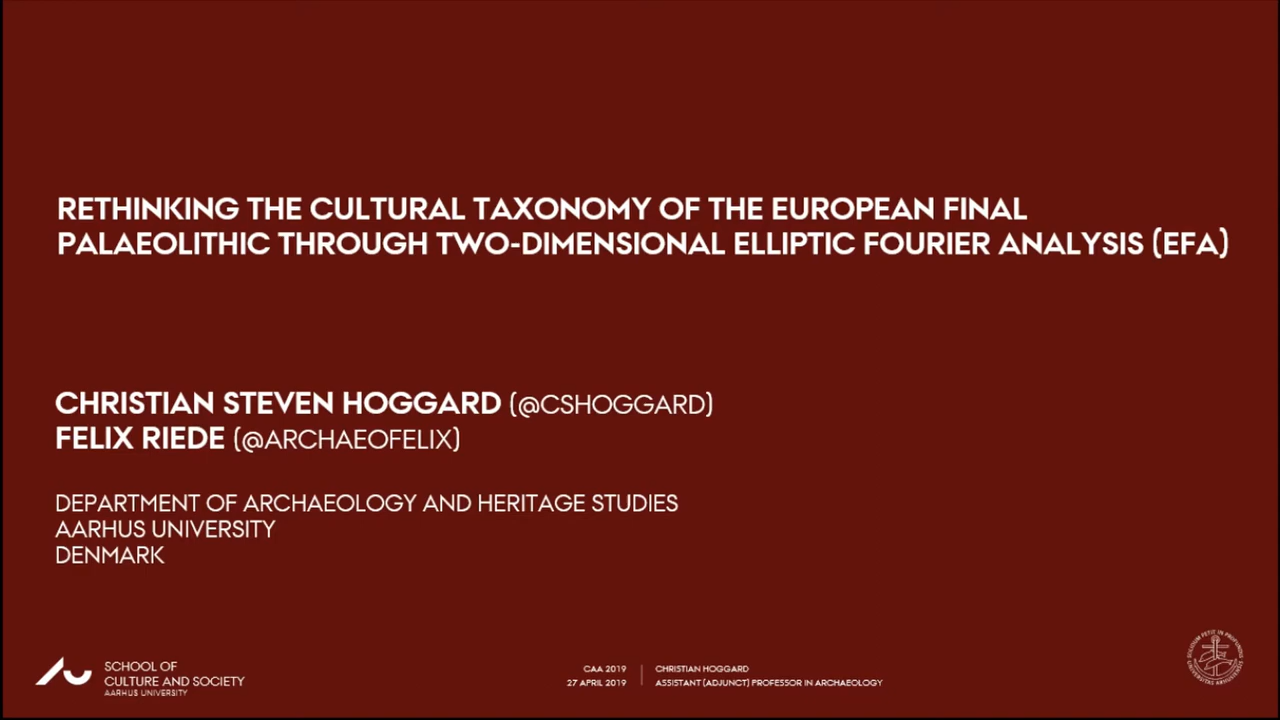 RETHINKING THE CULTURAL TAXONOMY OF THE EUROPEAN FINAL
PALAEOLITHIC THROUGH TWO-DIMENSIONAL ELLIPTIC FOURIER ANALYSIS (EFA)
CHRISTIAN STEVEN HOGGARD (@CSHOGGARD)
FELIX RIEDE (@ARCHAEOFELIX)
DEPARTMENT OF ARCHAEOLOGY AND HERITAGE STUDIES
AARHUS UNIVERSITY
DENMARK
SCHOOL OF
CULTURE AND SOCIETY
AARHUS UNIVERSITY
CAA 2019
27 APRIL 2019
CHRISTIAN HOGGARD
ASSISTANT (ADJUNCT) PROFESSOR IN ARCHAEOLOGY